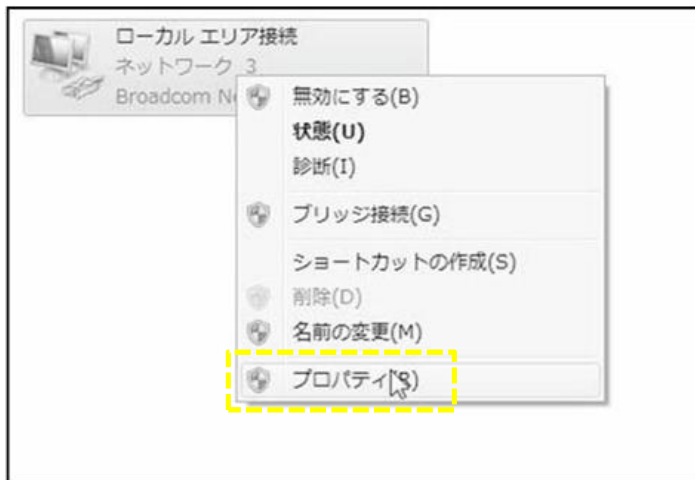 ローカル エリア接続
ネットワーク 3
Broadcom N
無効にする(B)
状態(U)
診断(I)
ブリッジ接続(G)
ショートカットの作成(S)
削除(D)
名前の変更(M)
プロパティ(R)